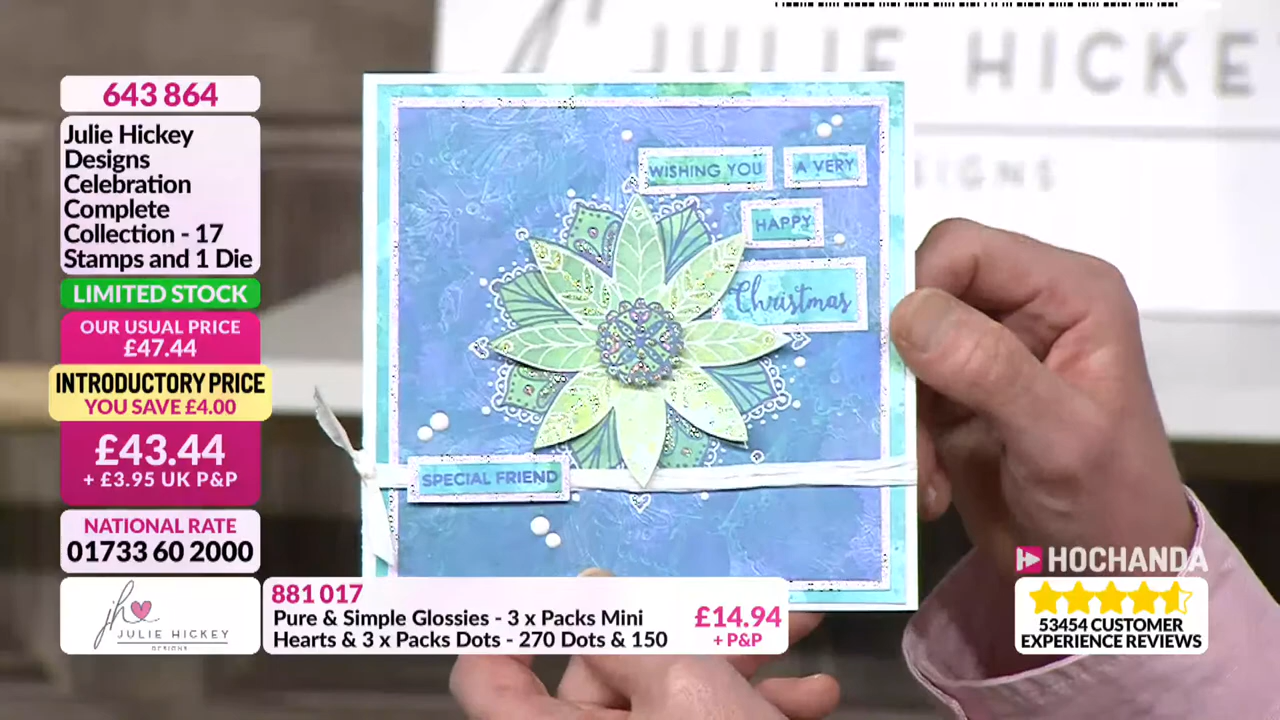 JULIE HICKE
SIGNS
643 864
Julie Hickey
Designs
Celebration
Complete
Collection - 17
Stamps and 1 Die
LIMITED STOCK
OUR USUAL PRICE
£47.44
INTRODUCTORY PRICE
YOU SAVE £4.00
£43.44
+ £3.95 UK P&P
NATIONAL RATE
01733 60 2000
jh
JULIE HICKEY
DESIGNS
WISHING YOU
A VERY
HAPPY
Christmas
SPECIAL FRIEND
881 017
Pure & Simple Glossies - 3 x Packs Mini
Hearts & 3 x Packs Dots - 270 Dots & 150
£14.94
+ P&P
HOCHANDA
53454 CUSTOMER
EXPERIENCE REVIEWS